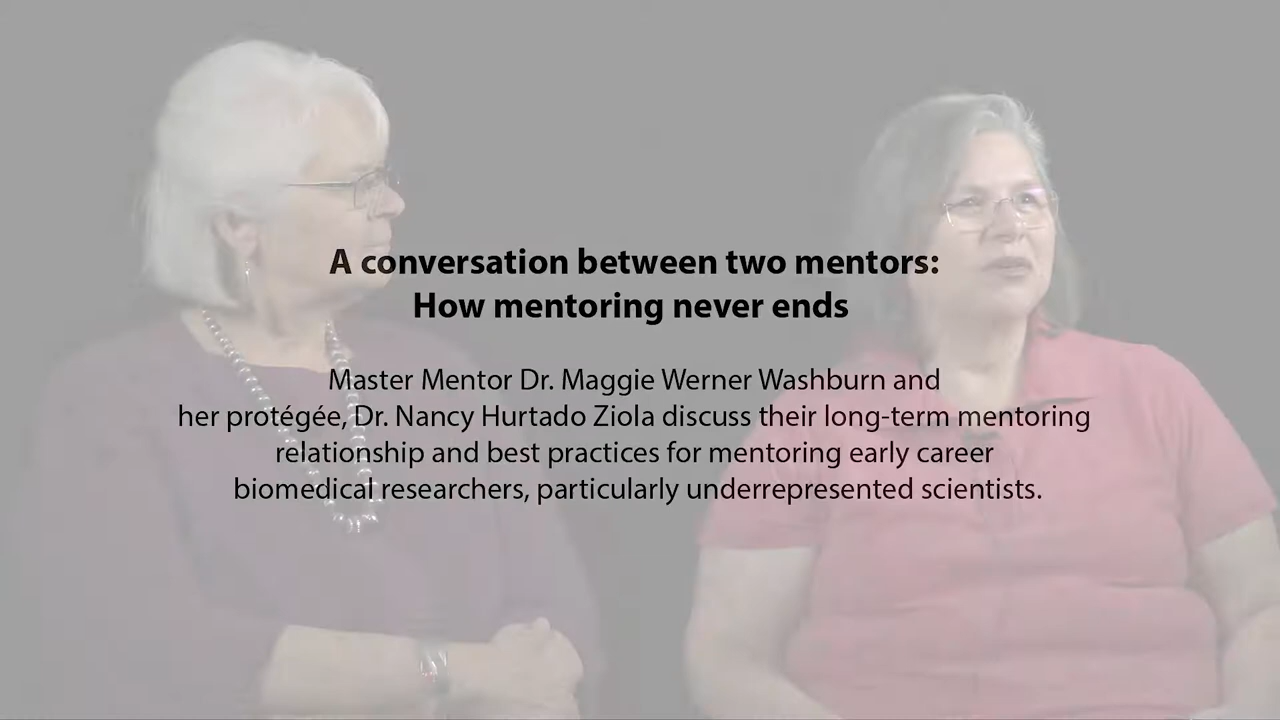 A conversation between two mentors:
How mentoring never ends
Master Mentor Dr. Maggie Werner Washburn and
her protégée, Dr. Nancy Hurtado Ziola discuss their long-term mentoring
relationship and best practices for mentoring early career
biomedical researchers, particularly underrepresented scientists.